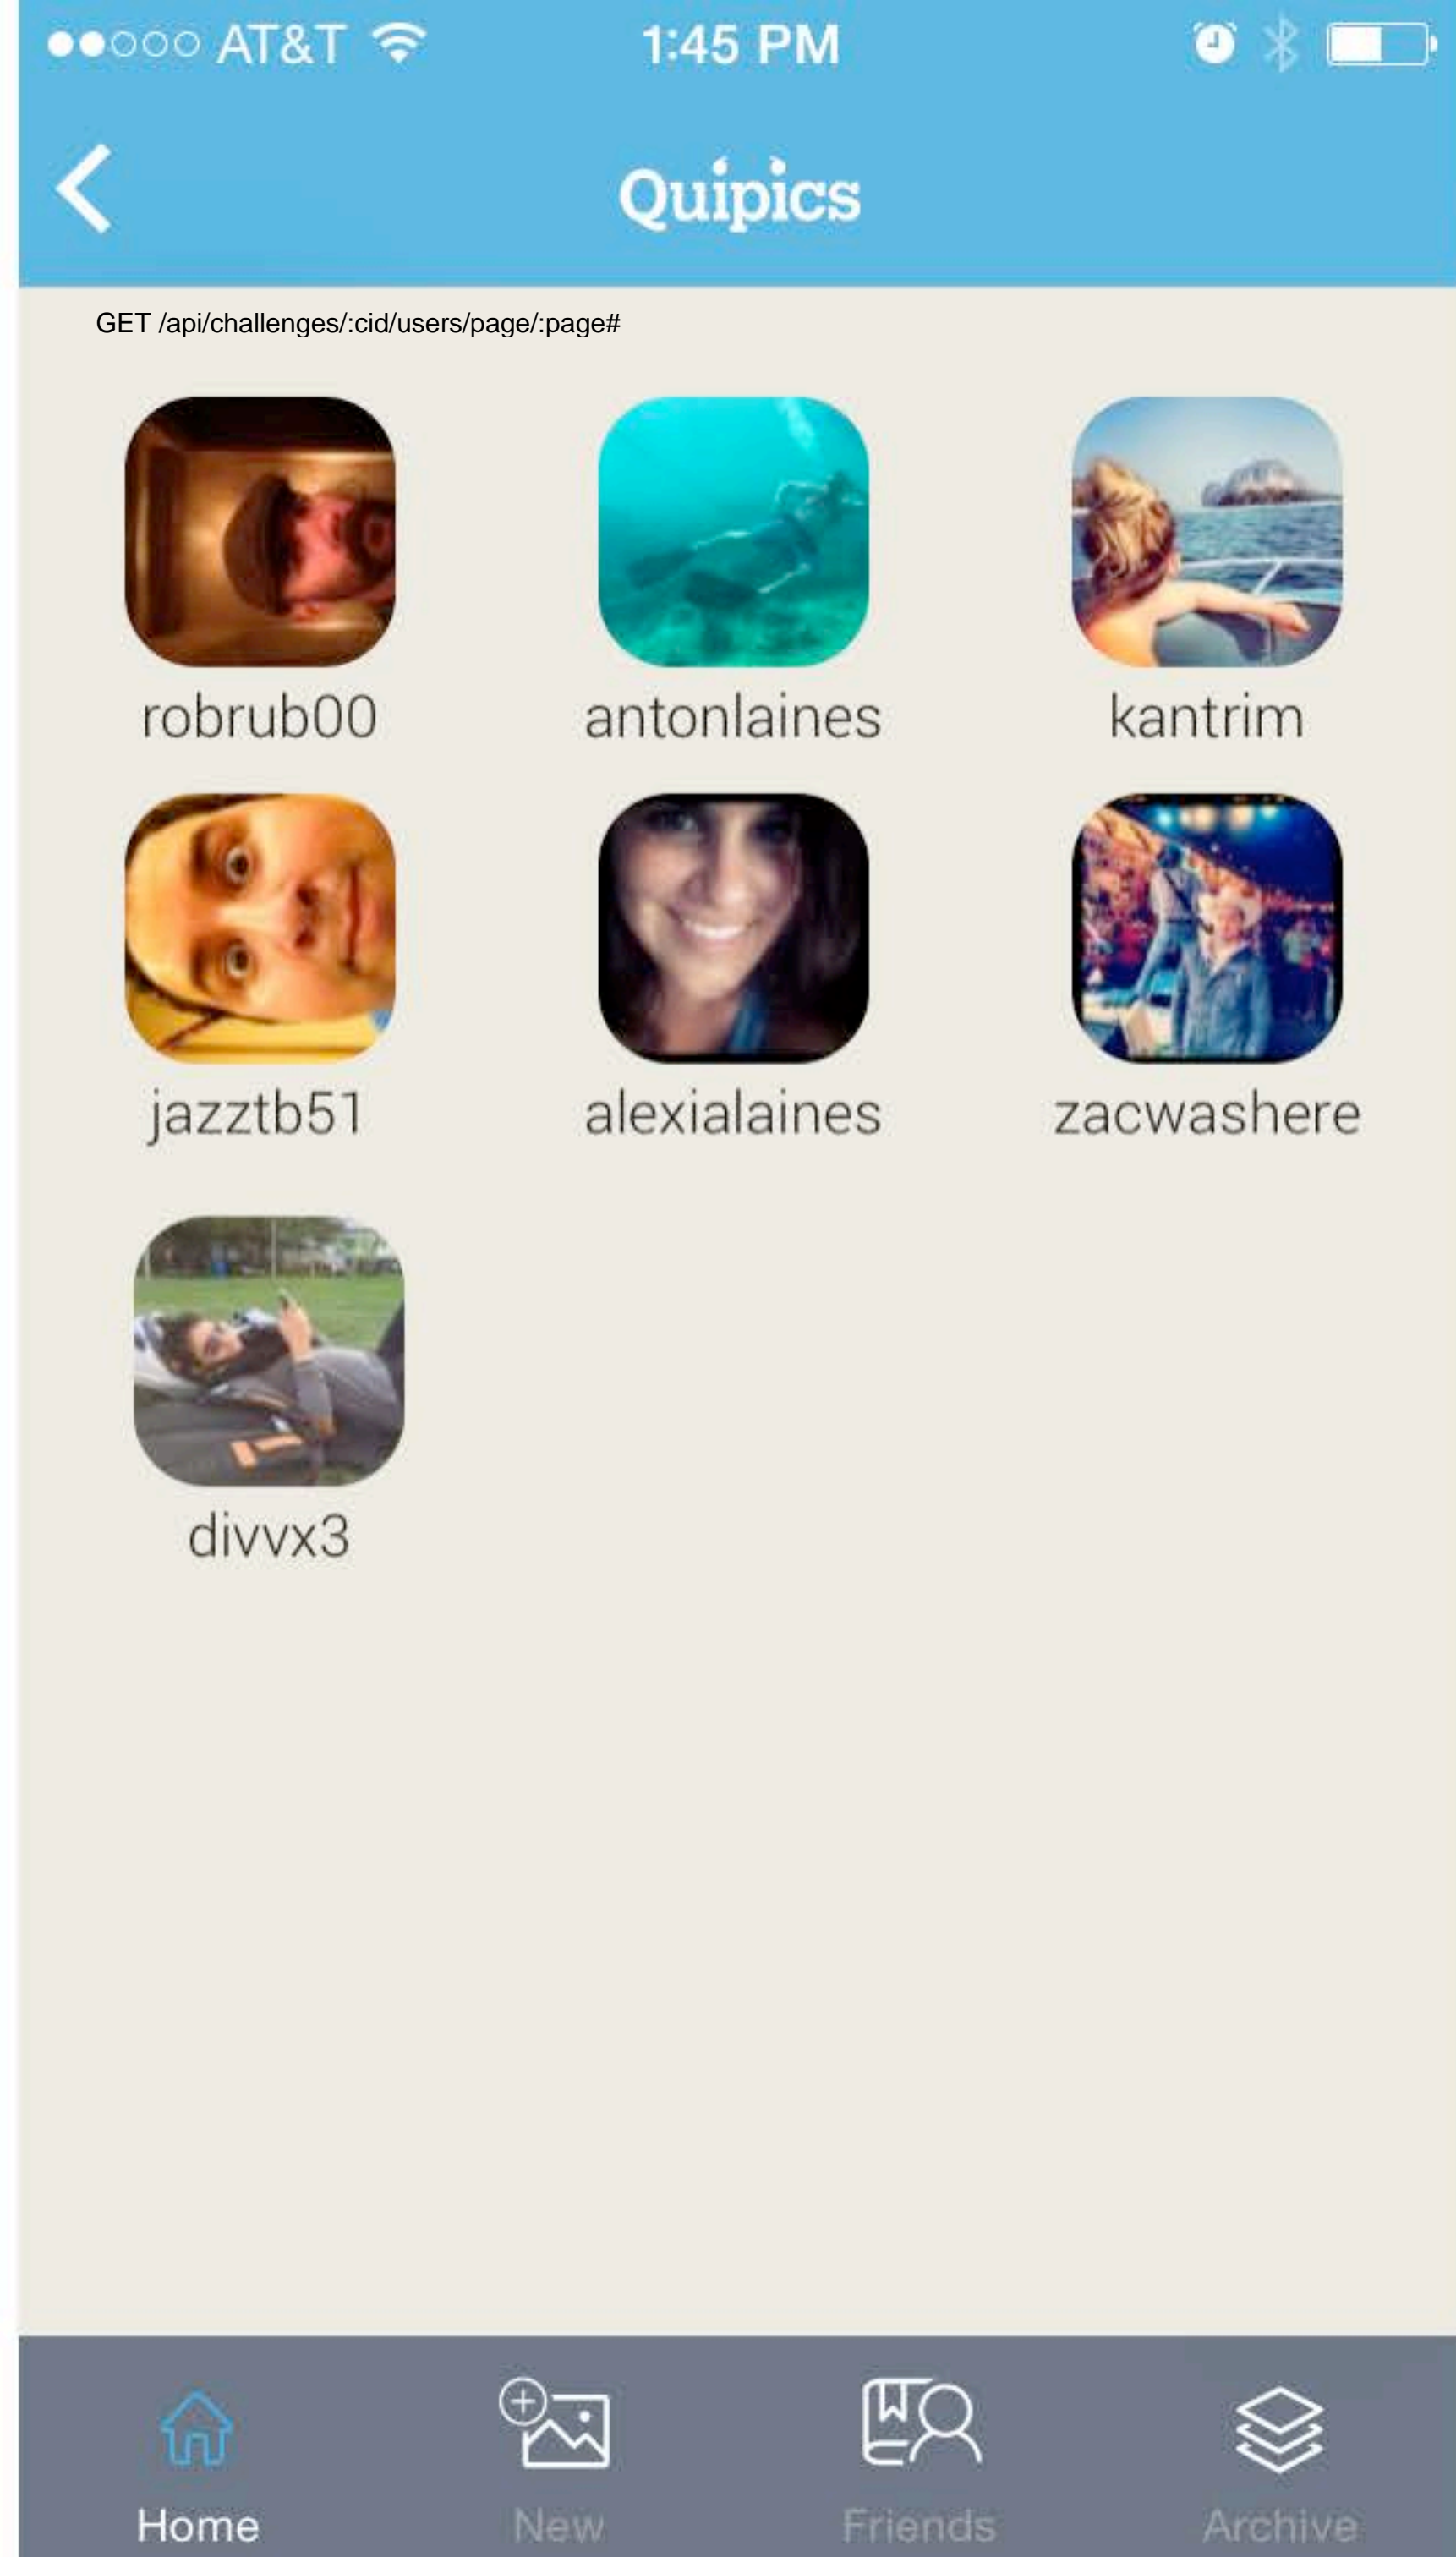 AT&T 1:45 PM
Quipics
GET /api/challenges/:cid/users/page/:page#
robrub00 antonlaines kantrim
jazztb51 alexialaines zacwashere
divvx3
Home New Friends Archive